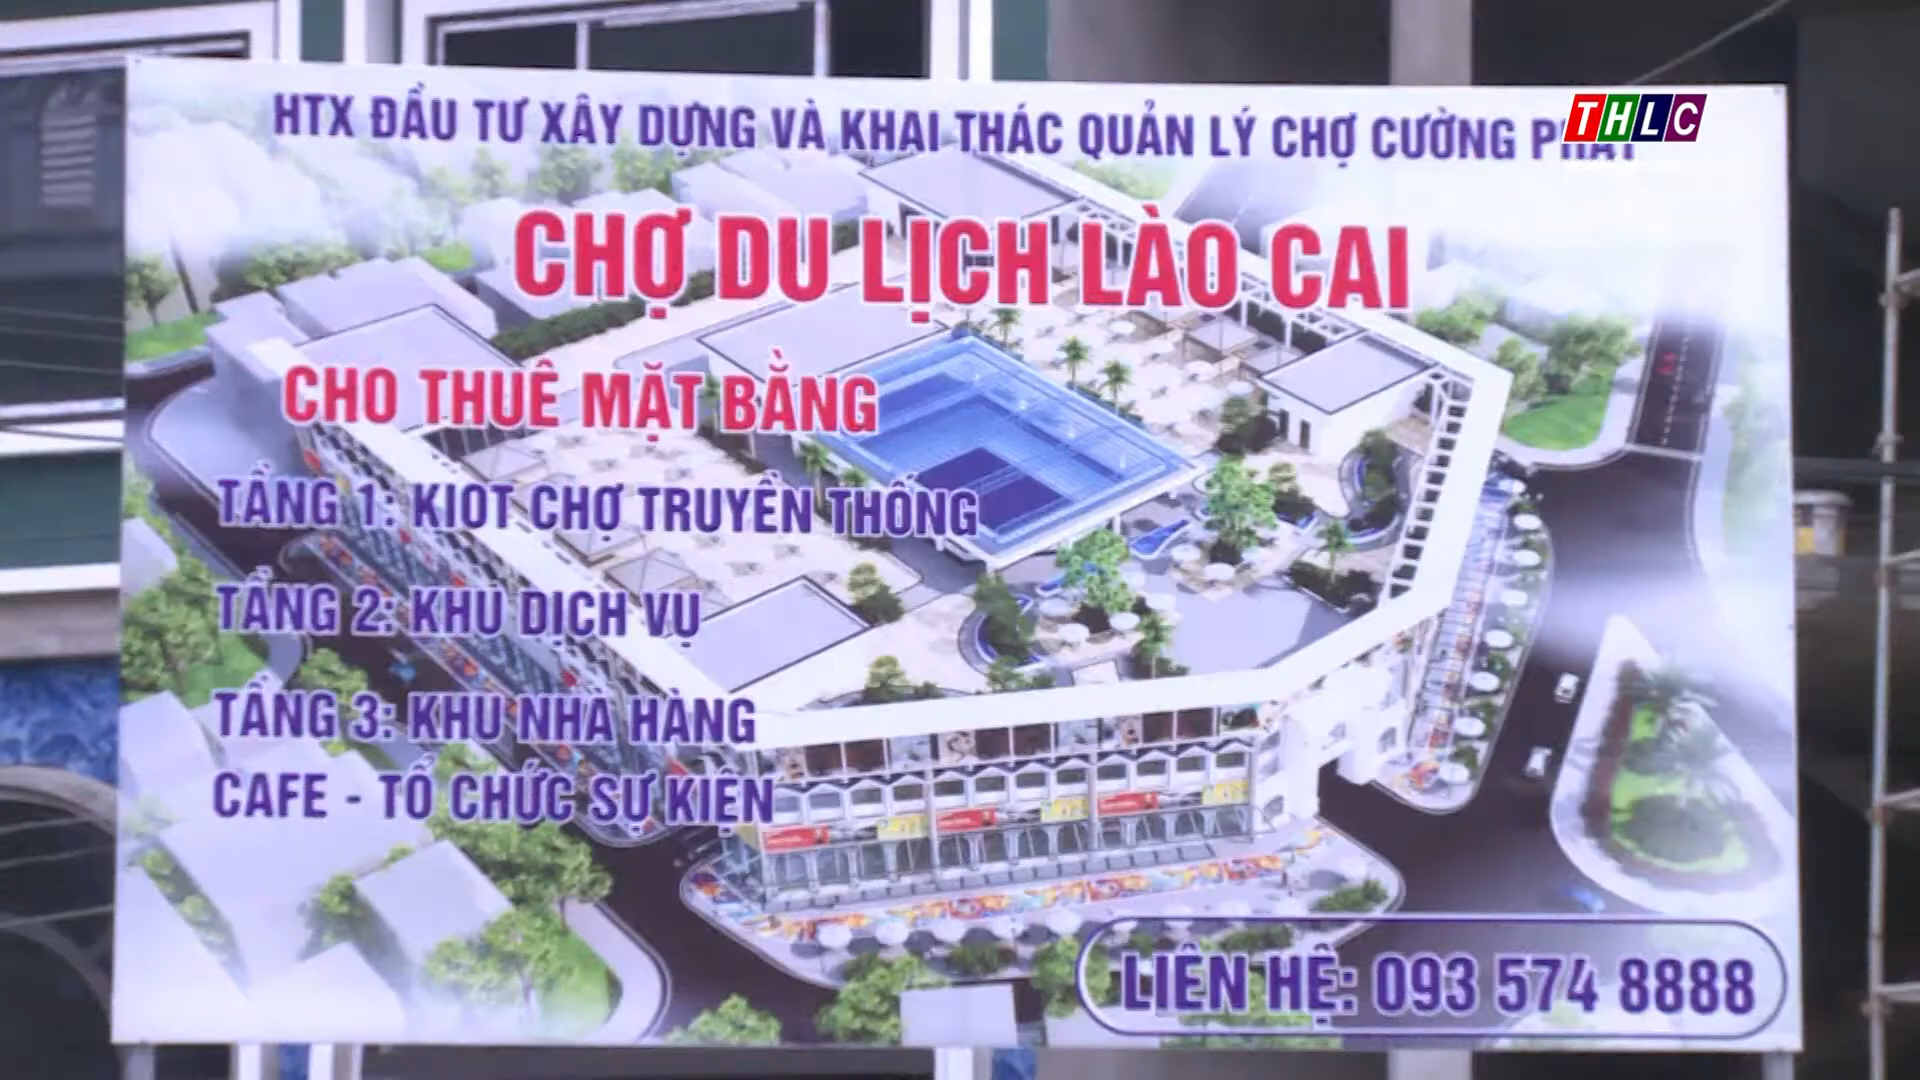 HTX ĐẦU TƯ XÂY DỰNG VÀ KHAI THÁC QUẢN LÝ CHỢ CƯỜNG
THLC
CHỢ DU LỊCH LÀO CAI
CHO THUÊ MẶT BẰNG
TẦNG 1: KIOT CHỢ TRUYỀN THỐNG
TẦNG 2: KHU DỊCH VỤ
TẦNG 3: KHU NHÀ HÀNG
CAFE - TỔ CHỨC SỰ KIỆN
LIÊN HỆ: 093 574 8888